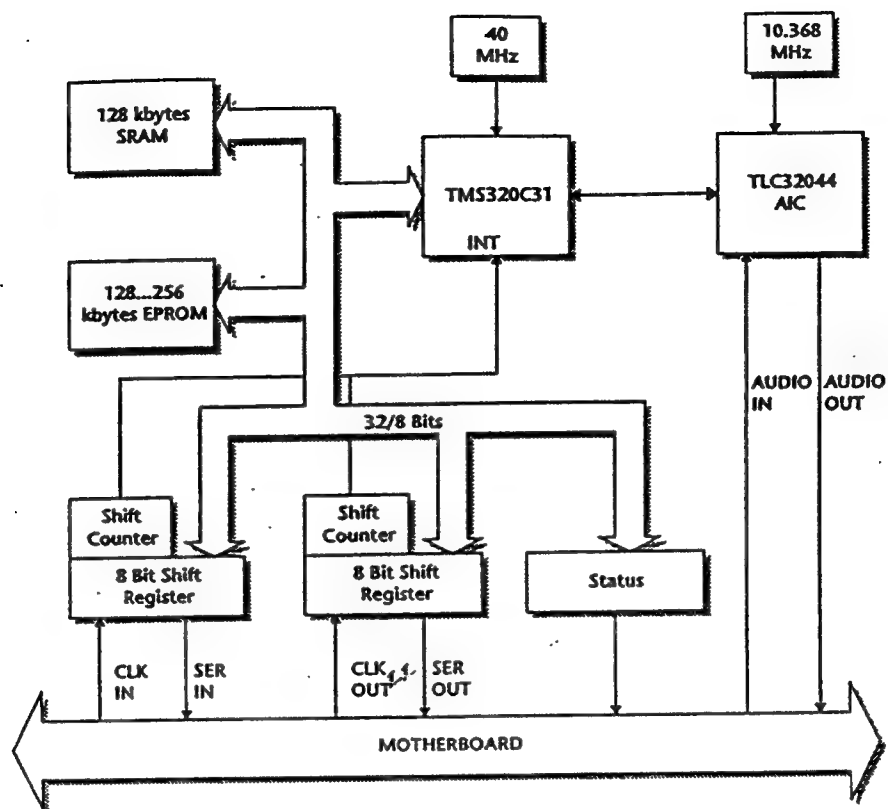 40
MHz
10.368
MHz
128 kbytes
SRAM
TMS320C31
INT
TLC32044
AIC
128...256
kbytes EPROM
AUDIO
IN
AUDIO
OUT
32/8 Bits
Shift
Counter
8 Bit Shift
Register
Shift
Counter
8 Bit Shift
Register
Status
CLK
IN
SER
IN
CLK
OUT
SER
OUT
MOTHERBOARD